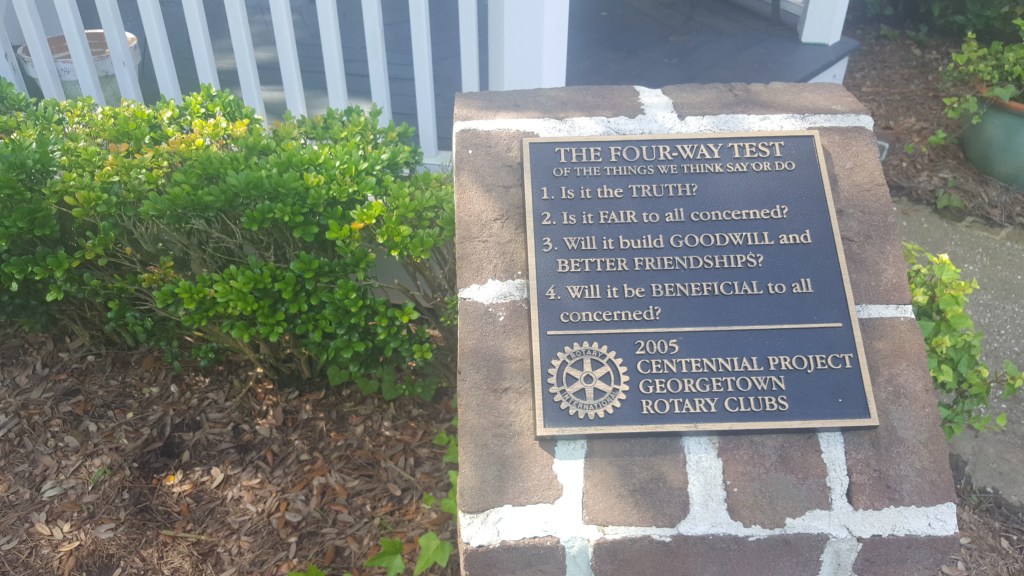 THE FOUR-WAY TEST
OF THE THINGS WE THINK SAY OR DO
1. Is it the TRUTH?
2. Is it FAIR to all concerned?
3. Will it build GOODWILL and
BETTER FRIENDSHIPS?
4. Will it be BENEFICIAL to all
concerned?
ROTARY
INTERNATIONAL
2005
CENTENNIAL PROJECT
GEORGETOWN
ROTARY CLUBS